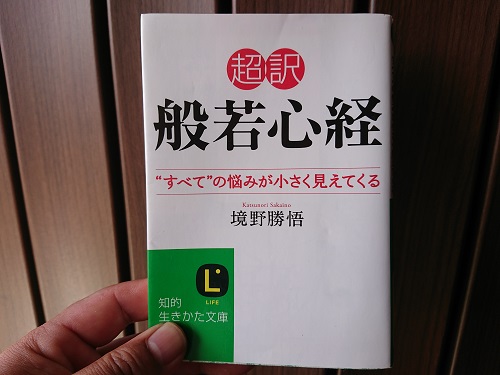 超訳
般若心経
“すべて”の悩みが小さく見えてくる
Katsunori Sakaino
境野勝悟
L
LIFE
知的
生きかた文庫